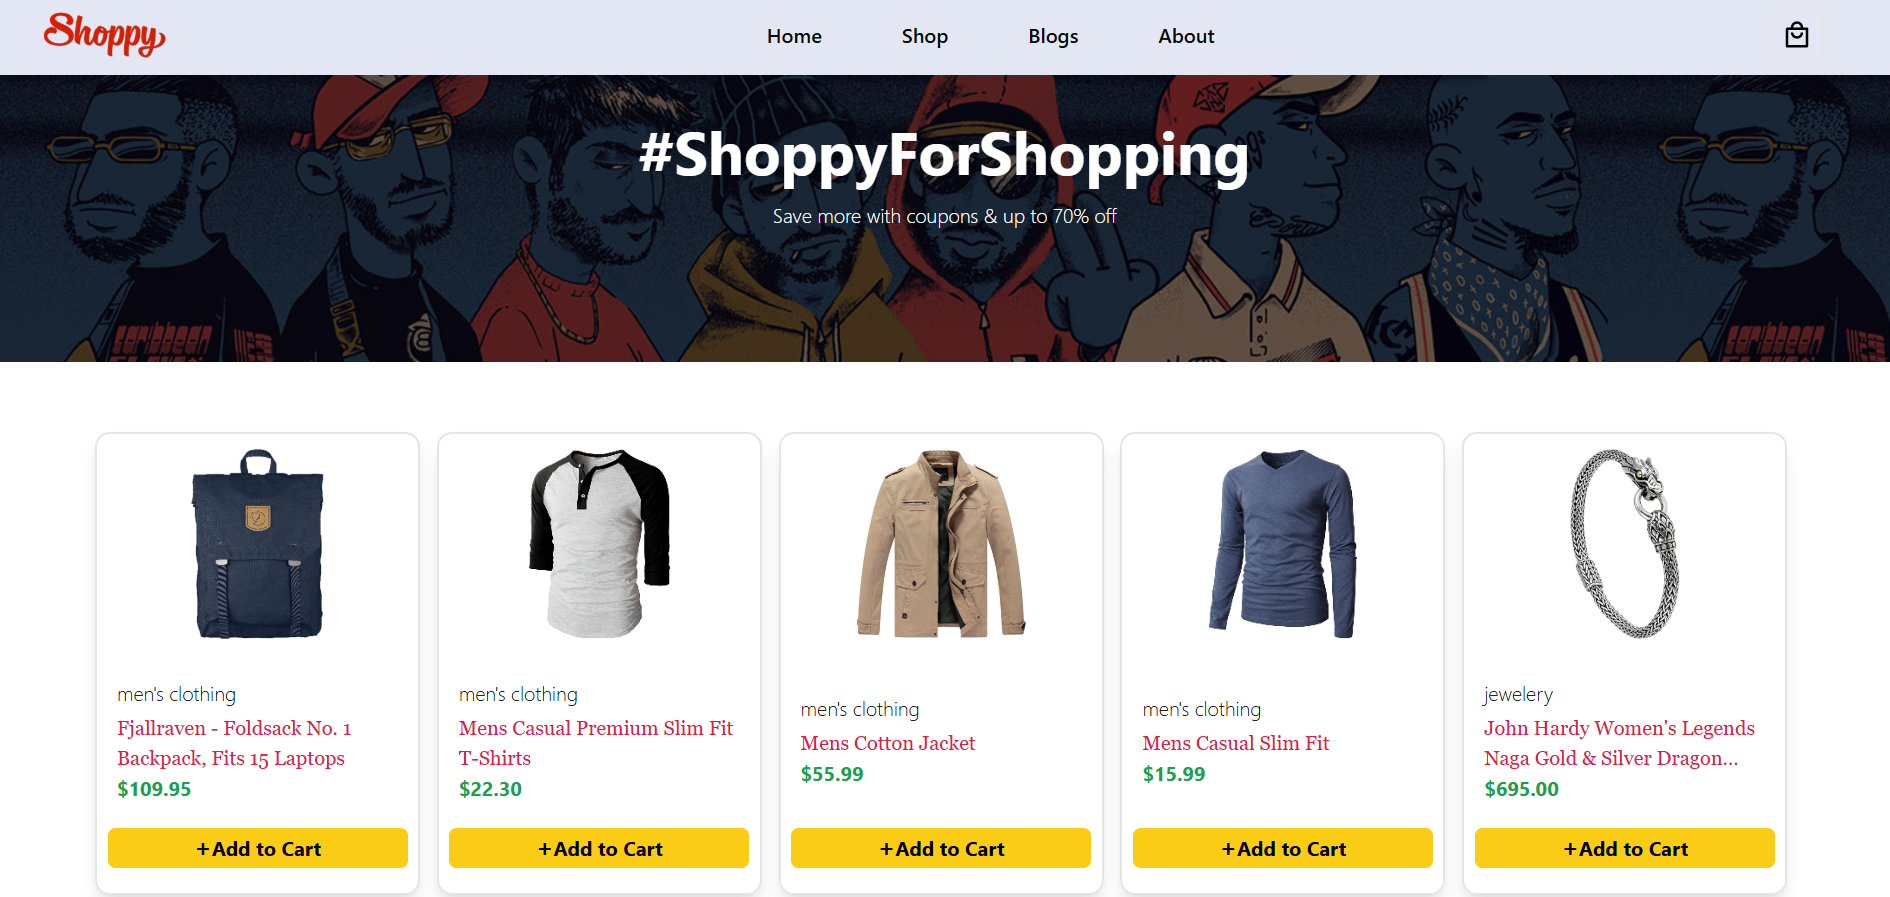 Shoppy
Home Shop Blogs About
#ShoppyForShopping
Save more with coupons & up to 70% off
caribbean
caribbean
men's clothing
Fjallraven - Foldsack No. 1
Backpack, Fits 15 Laptops
$109.95
+Add to Cart
men's clothing
Mens Casual Premium Slim Fit
T-Shirts
$22.30
+Add to Cart
men's clothing
Mens Cotton Jacket
$55.99
+Add to Cart
men's clothing
Mens Casual Slim Fit
$15.99
+Add to Cart
jewelery
John Hardy Women's Legends
Naga Gold & Silver Dragon...
$695.00
+Add to Cart